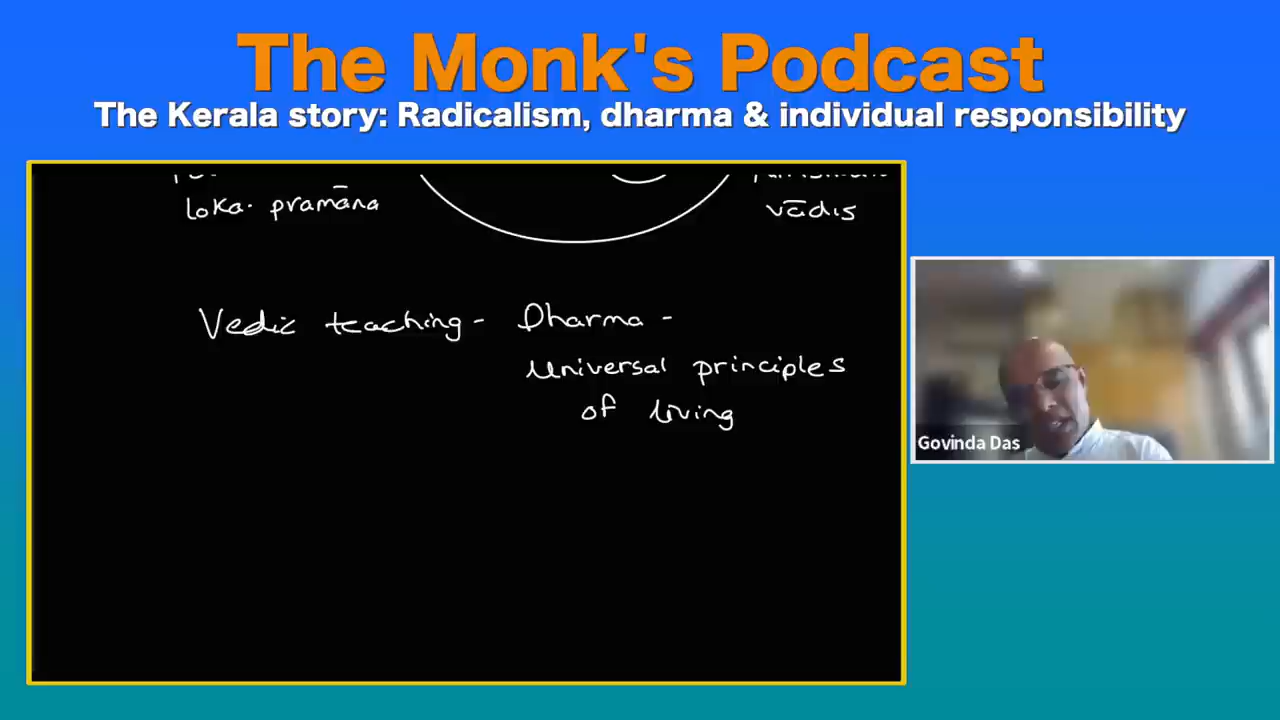 The Monk's Podcast
The Kerala story: Radicalism, dharma & individual responsibility
loka. pramāna
vādis
Vedic teaching - Dharma -
universal principles
of living
Govinda Das